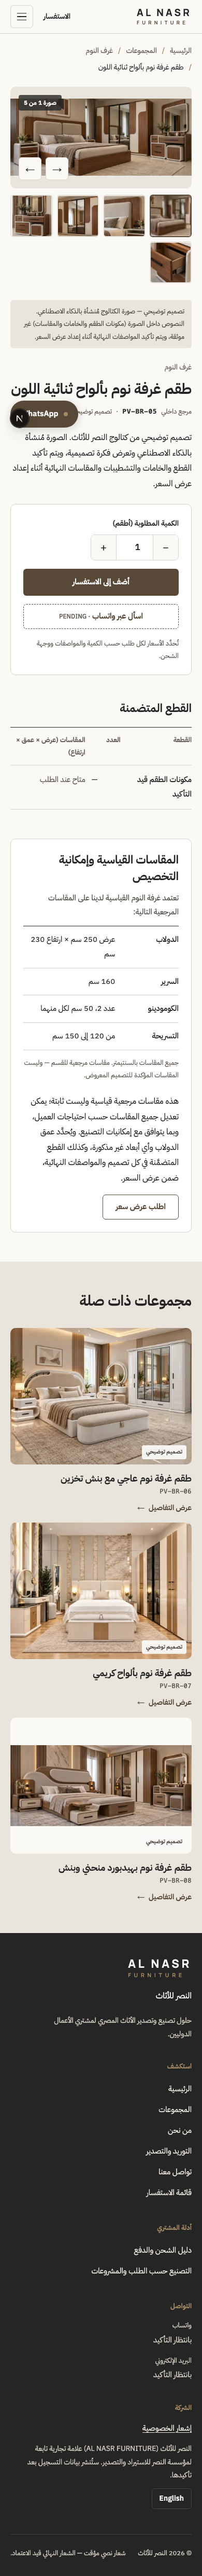 AL NASR
FURNITURE
الاستفسار
الرئيسية / المجموعات / غرف النوم
/ طقم غرفة نوم بألواح ثنائية اللون
صورة 1 من 5
← →
تصميم توضيحي — صورة الكتالوج مُنشأة بالذكاء الاصطناعي.
النصوص داخل الصورة (مكونات الطقم والخامات والمقاسات) غير
موثقة، ويتم تأكيد المواصفات النهائية أثناء إعداد عرض السعر.
غرف النوم
طقم غرفة نوم بألواح ثنائية اللون
مرجع داخلي PV-BR-05 · تصميم توضيحي
WhatsApp
N
تصميم توضيحي من كتالوج النصر للأثاث. الصورة مُنشأة
بالذكاء الاصطناعي وتعرض فكرة تصميمية، ويتم تأكيد
القطع والخامات والتشطيبات والمقاسات النهائية أثناء إعداد
عرض السعر.
الكمية المطلوبة (أطقم)
− 1 +
أضف إلى الاستفسار
اسأل عبر واتساب - PENDING
تُحدَّد الأسعار لكل طلب حسب الكمية والمواصفات ووجهة
الشحن.
القطع المتضمنة
القطعة العدد المقاسات (عرض × عمق ×
ارتفاع)
مكونات الطقم قيد — متاح عند الطلب
التأكيد
المقاسات القياسية وإمكانية
التخصيص
تعتمد غرفة النوم القياسية لدينا على المقاسات
المرجعية التالية:
الدولاب عرض 250 سم × ارتفاع 230
سم
السرير 160 سم
الكومودينو عدد 2، 50 سم لكل منهما
التسريحة من 120 إلى 150 سم
جميع المقاسات بالسنتيمتر. مقاسات مرجعية للقسم — وليست
المقاسات المؤكدة للتصميم المعروض.
هذه مقاسات مرجعية قياسية وليست ثابتة؛ يمكن
تعديل جميع المقاسات حسب احتياجات العميل،
وبما يتوافق مع إمكانيات التصنيع. ويُحدَّد عمق
الدولاب وأي أبعاد غير مذكورة، وكذلك القطع
المتضمَّنة في كل تصميم والمواصفات النهائية،
ضمن عرض السعر.
اطلب عرض سعر
مجموعات ذات صلة
تصميم توضيحي
طقم غرفة نوم عاجي مع بنش تخزين
PV-BR-06
عرض التفاصيل ←
تصميم توضيحي
طقم غرفة نوم بألواح كريمي
PV-BR-07
عرض التفاصيل ←
تصميم توضيحي
طقم غرفة نوم بهيدبورد منحني وبنش
PV-BR-08
عرض التفاصيل ←
AL NASR
FURNITURE
النصر للأثاث
حلول تصنيع وتصدير الأثاث المصري لمشتري الأعمال
الدوليين.
استكشف
الرئيسية
المجموعات
من نحن
التوريد والتصدير
تواصل معنا
قائمة الاستفسار
أدلة المشتري
دليل الشحن والدفع
التصنيع حسب الطلب والمشروعات
التواصل
واتساب
بانتظار التأكيد
البريد الإلكتروني
بانتظار التأكيد
الشركة
إشعار الخصوصية
النصر للأثاث (AL NASR FURNITURE) علامة تجارية تابعة
لمؤسسة النصر للاستيراد والتصدير. ستُنشر بيانات التسجيل بعد
تأكيدها.
English
© 2026 النصر للأثاث شعار نصي مؤقت — الشعار النهائي قيد الاعتماد.